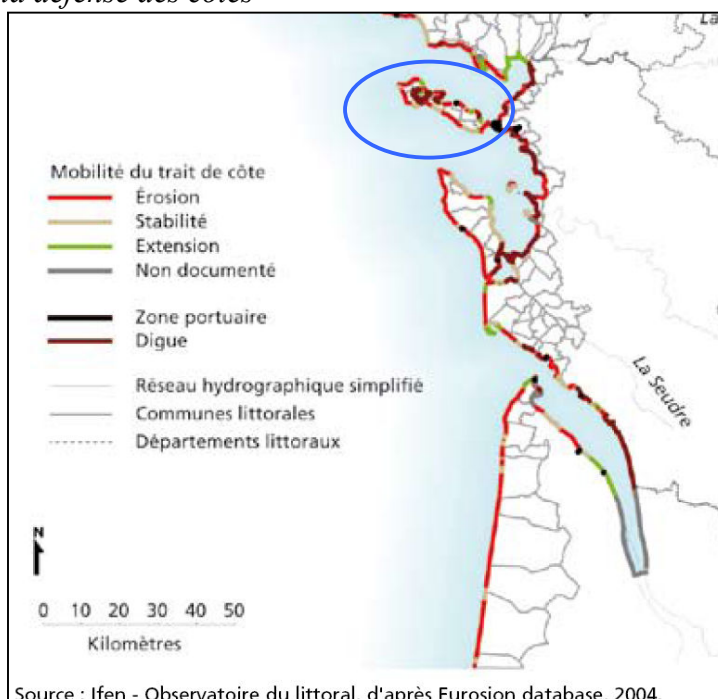 la défense des côtes
La
Mobilité du trait de côte
Érosion
Stabilité
Extension
Non documenté
Zone portuaire
Digue
Réseau hydrographique simplifié
Communes littorales
Départements littoraux
La Seudre
N
0 10 20 30 40 50
Kilomètres
Source : Ifen - Observatoire du littoral, d'après Eurosion database, 2004.